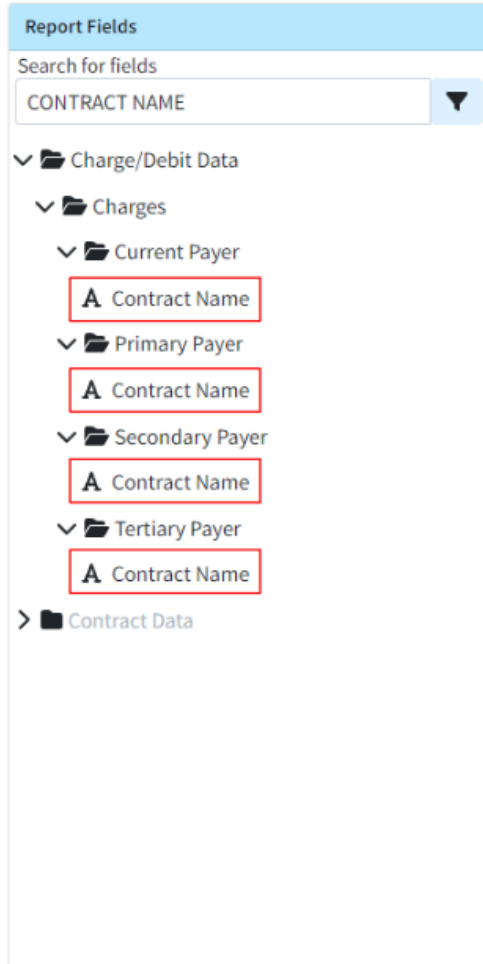 Report Fields
Search for fields
CONTRACT NAME
Charge/Debit Data
Charges
Current Payer
A Contract Name
Primary Payer
A Contract Name
Secondary Payer
A Contract Name
Tertiary Payer
A Contract Name
Contract Data